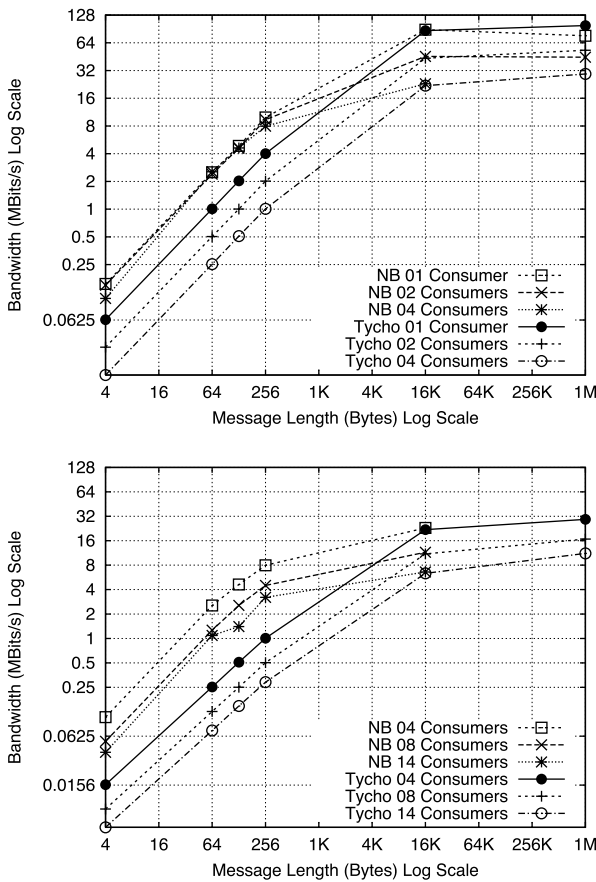 128
64
32
16
8
4
2
1
0.5
0.25
0.0625
Bandwidth (MBits/s) Log Scale
NB 01 Consumer
NB 02 Consumers
NB 04 Consumers
Tycho 01 Consumer
Tycho 02 Consumers
Tycho 04 Consumers
4 16 64 256 1K 4K 16K 64K 256K 1M
Message Length (Bytes) Log Scale
128
64
32
16
8
4
2
1
0.5
0.25
0.0625
0.0156
Bandwidth (MBits/s) Log Scale
NB 04 Consumers
NB 08 Consumers
NB 14 Consumers
Tycho 04 Consumers
Tycho 08 Consumers
Tycho 14 Consumers
4 16 64 256 1K 4K 16K 64K 256K 1M
Message Length (Bytes) Log Scale